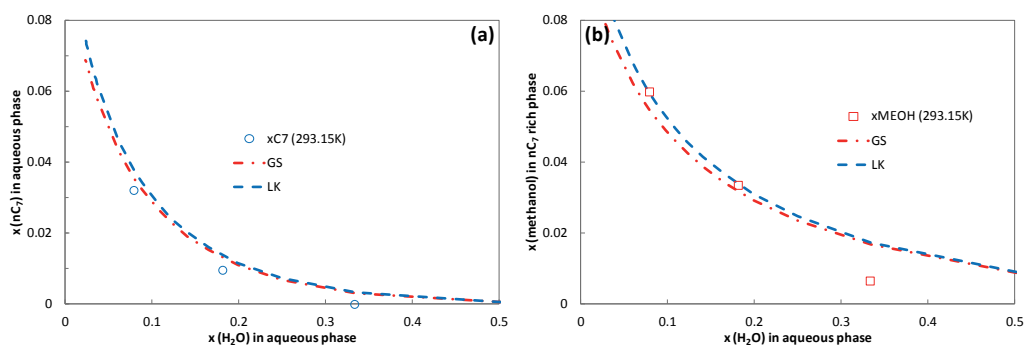 0.08
0.06
0.04
0.02
0
0
0.1
0.2
0.3
0.4
0.5
x (nC7) in aqueous phase
x (H2O) in aqueous phase
(a)
xC7 (293.15K)
GS
LK
0.08
0.06
0.04
0.02
0
0
0.1
0.2
0.3
0.4
0.5
x (methanol) in nC7 rich phase
x (H2O) in aqueous phase
(b)
xMEOH (293.15K)
GS
LK